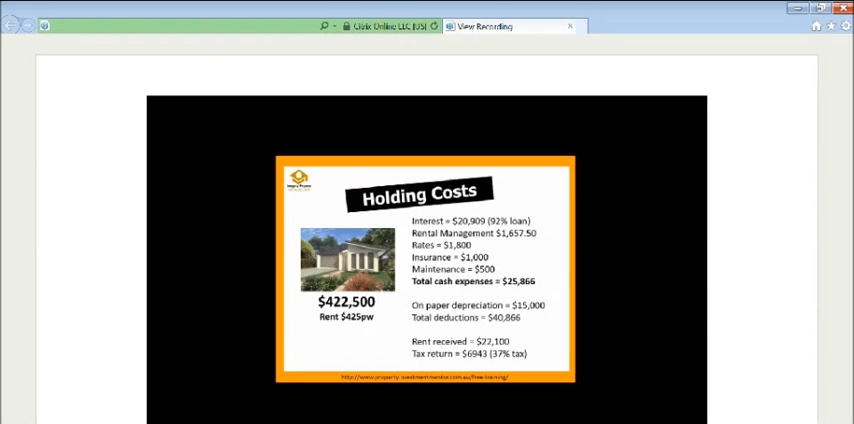 Citrix Online LLC [US]
View Recording
Holding Costs
Interest = $20,909 (92% loan)
Rental Management $1,657.50
Rates = $1,800
Insurance = $1,000
Maintenance = $500
Total cash expenses = $25,866
$422,500
Rent $425pw
On paper depreciation = $15,000
Total deductions = $40,866
Rent received = $22,100
Tax return = $6943 (37% tax)